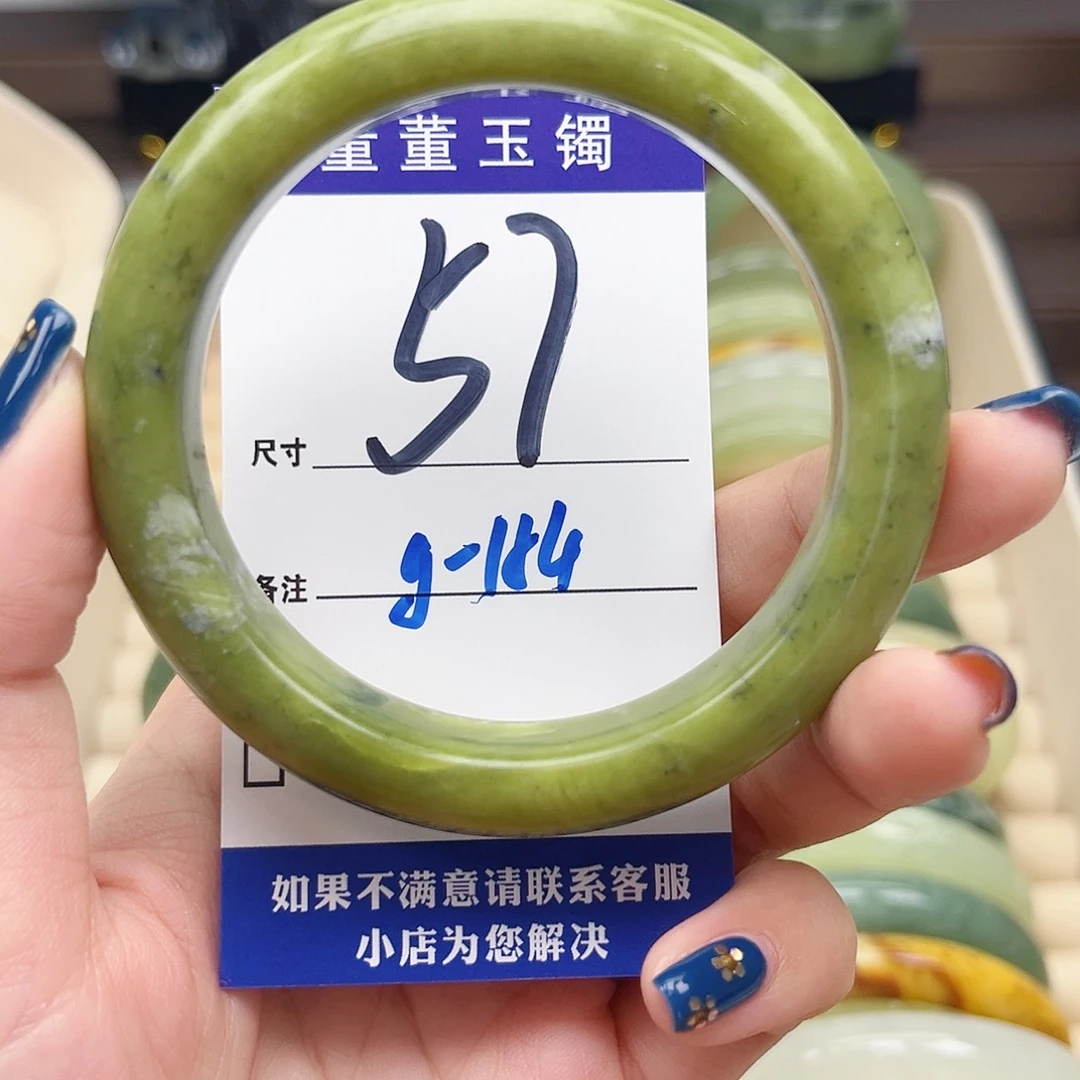 董董玉镯
57
尺寸
g-184
备注
如果不满意请联系客服
小店为您解决